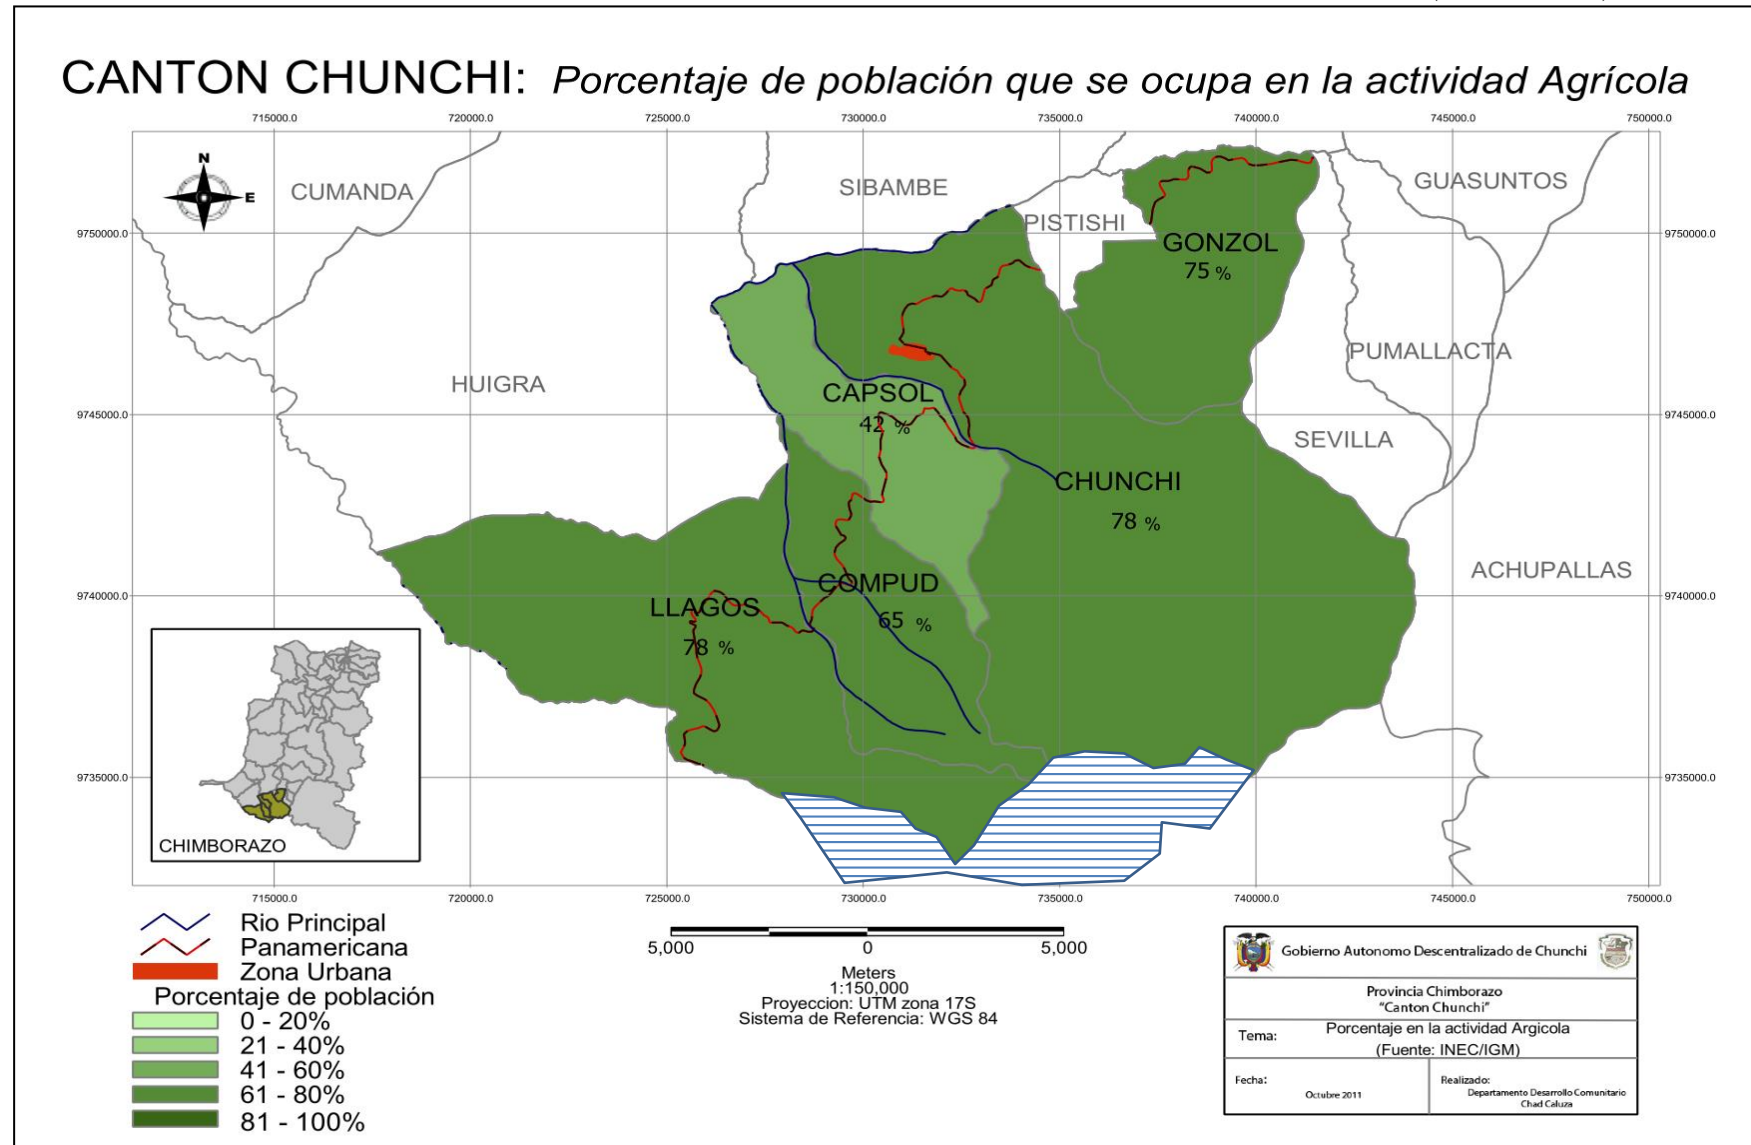 CANTON CHUNCHI: Porcentaje de población que se ocupa en la actividad Agrícola
715000.0 720000.0 725000.0 730000.0 735000.0 740000.0 745000.0 750000.0
N
E
CUMANDA
SIBAMBE
GUASUNTOS
PISTISHI
9750000.0
9750000.0
GONZOL
75 %
PUMALLACTA
HUIGRA
CAPSOL
42 %
9745000.0
9745000.0
SEVILLA
CHUNCHI
78 %
ACHUPALLAS
COMPUD
65 %
9740000.0
9740000.0
LLAGOS
78 %
9735000.0
9735000.0
CHIMBORAZO
715000.0 720000.0 725000.0 730000.0 735000.0 740000.0 745000.0 750000.0
Rio Principal
Panamericana
Zona Urbana
Porcentaje de población
0 - 20%
21 - 40%
41 - 60%
61 - 80%
81 - 100%
5,000 0 5,000
Meters
1:150,000
Proyeccion: UTM zona 17S
Sistema de Referencia: WGS 84
Gobierno Autonomo Descentralizado de Chunchi
Provincia Chimborazo
“Canton Chunchi”
Tema: Porcentaje en la actividad Argicola
(Fuente: INEC/IGM)
Fecha:
Octubre 2011
Realizado:
Departamento Desarrollo Comunitario
Chad Caluza